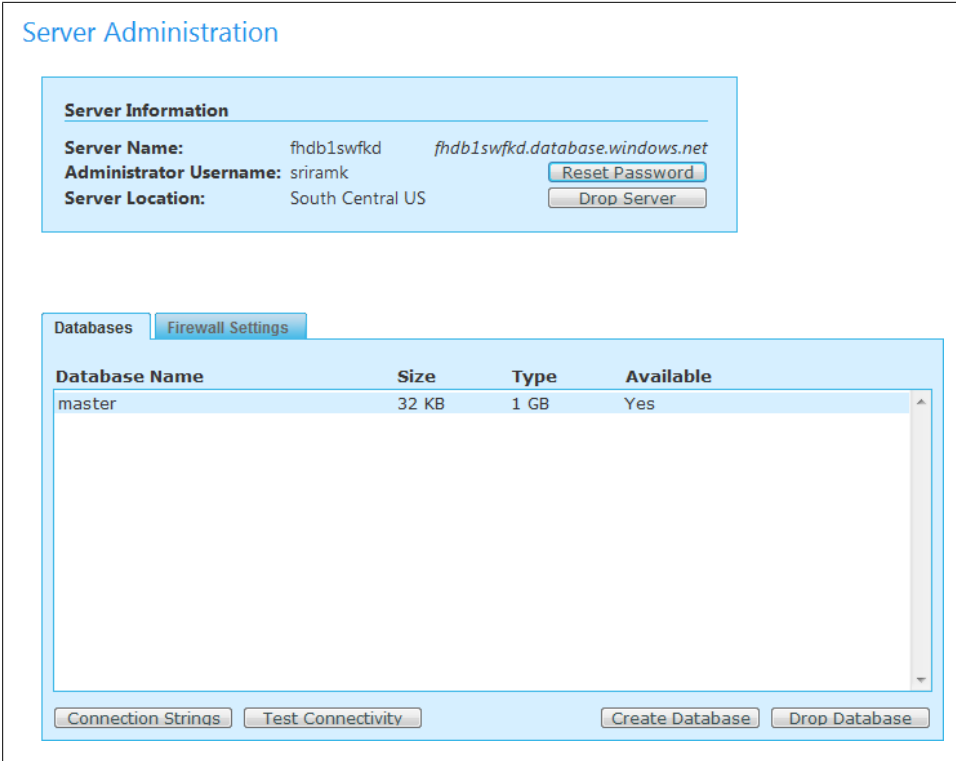 Server Administration
Server Information
Server Name: fhdb1swfkd fhdb1swfkd.database.windows.net
Administrator Username: sriramk Reset Password
Server Location: South Central US Drop Server
Databases Firewall Settings
Database Name Size Type Available
master 32 KB 1 GB Yes
Connection Strings Test Connectivity Create Database Drop Database